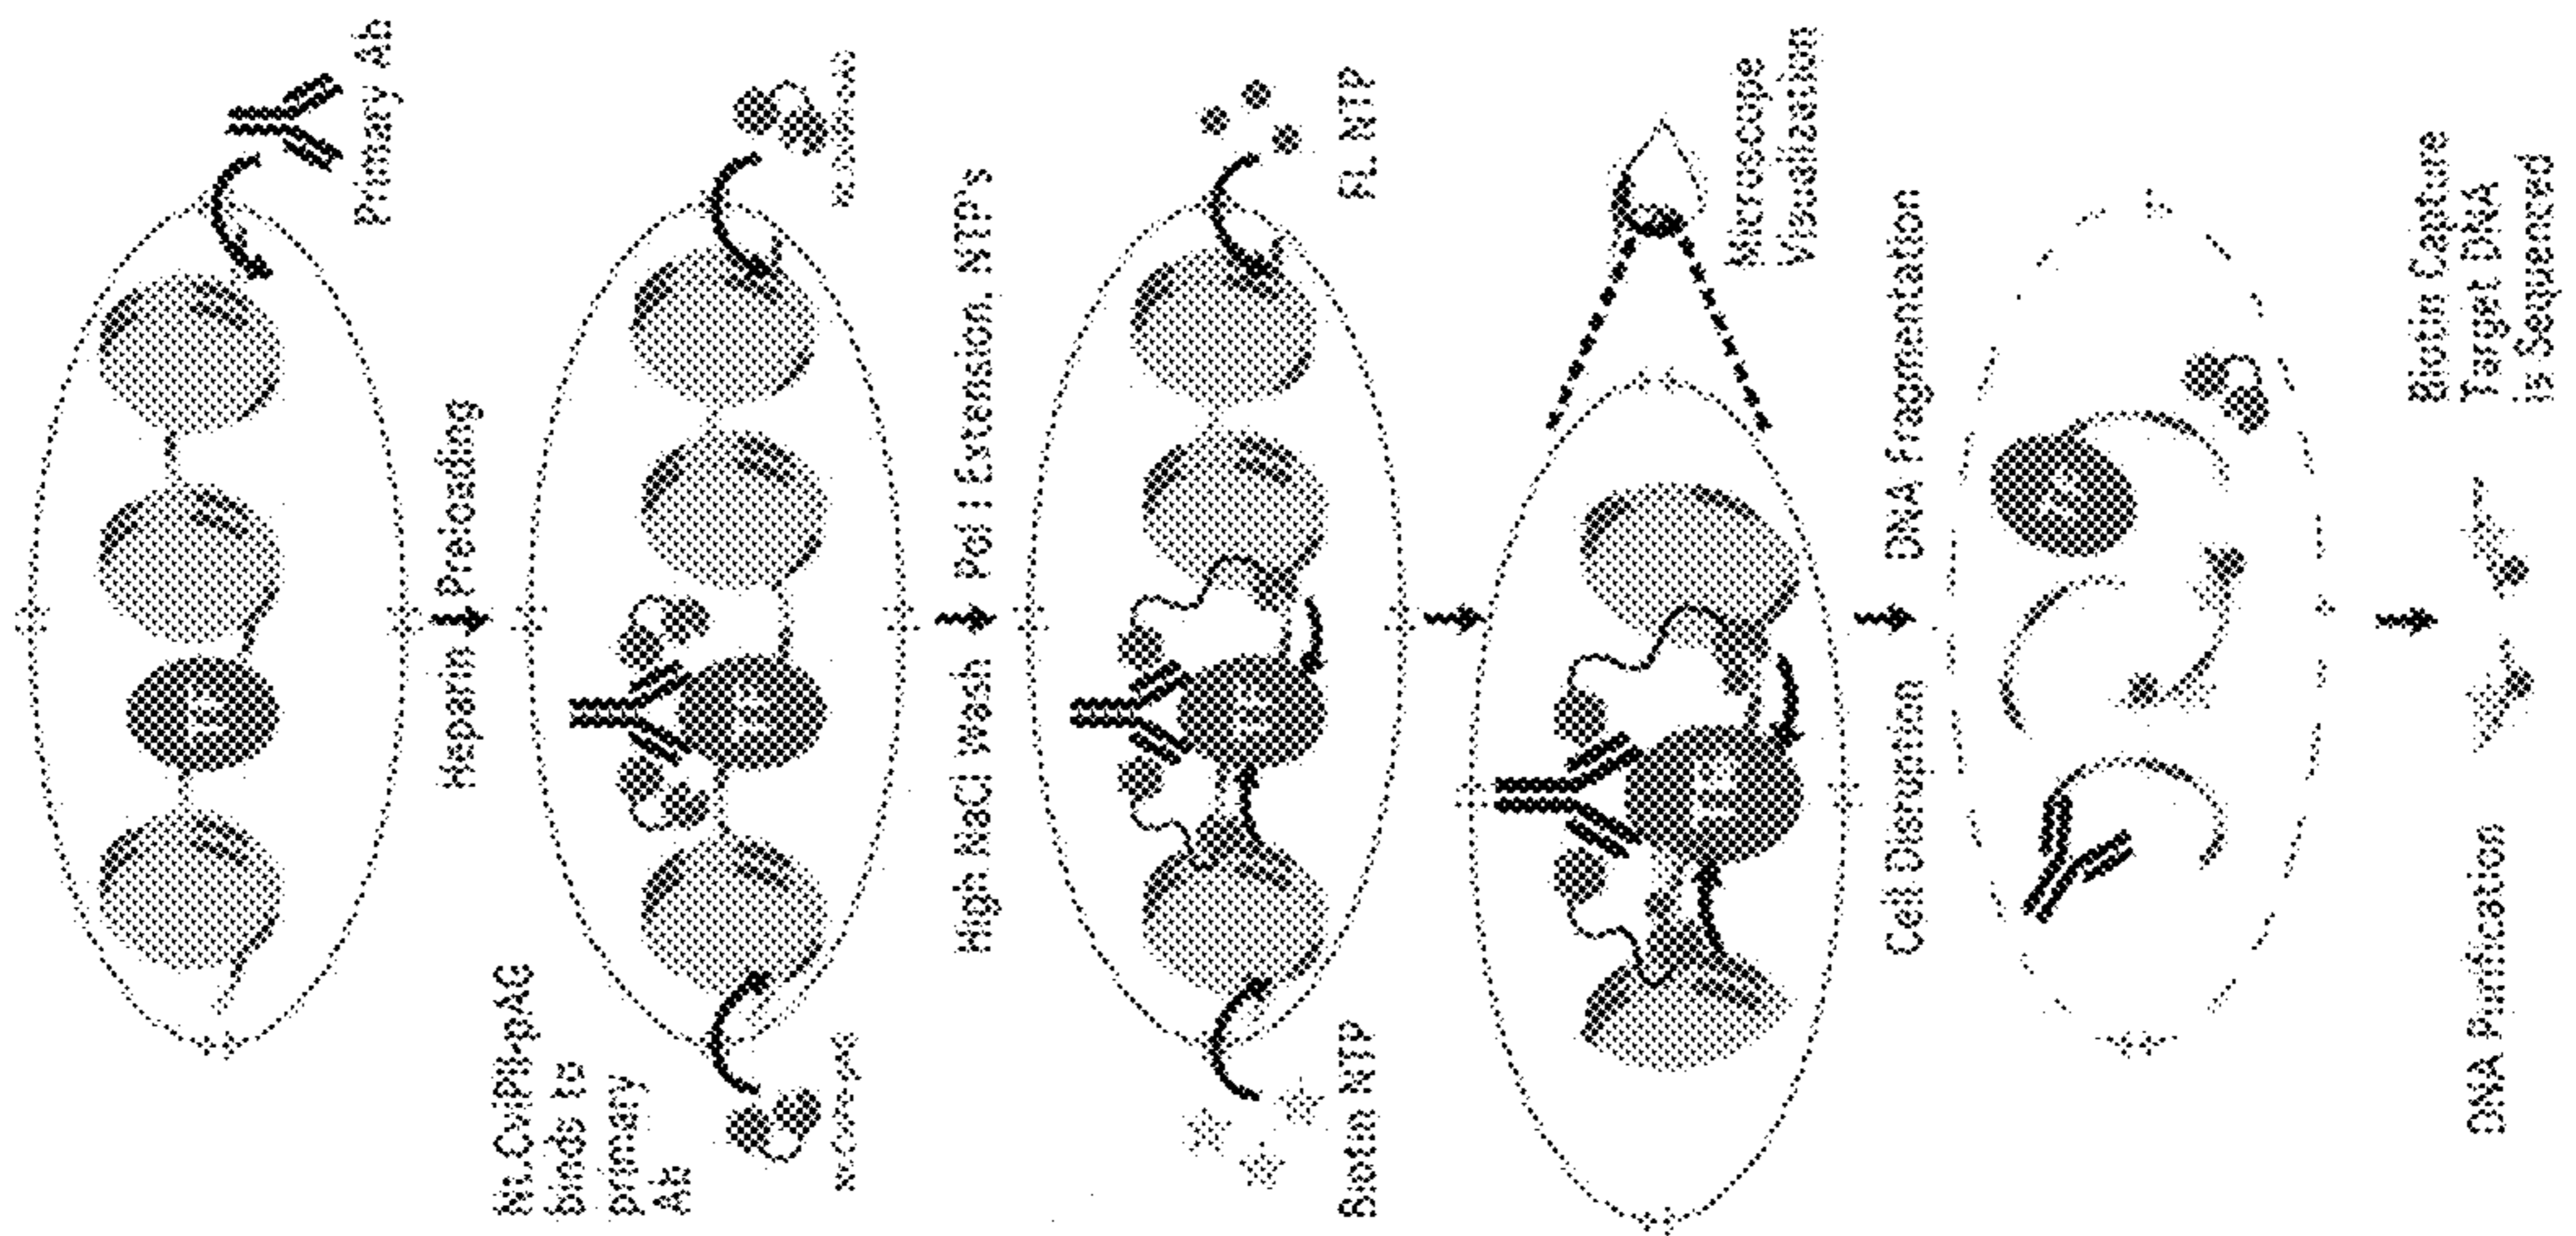 Primary Ab
Heparin Preloading
Nt.CviPII-pAG
binds to
primary
Ab
High NaCl wash
Pol I Extension, NTPs
Biotin NTP
FL NTP
Microscope
Visualization
Cell Disruption
DNA Fragmentation
DNA Purification
Biotin Capture
Target DNA
is Sequenced